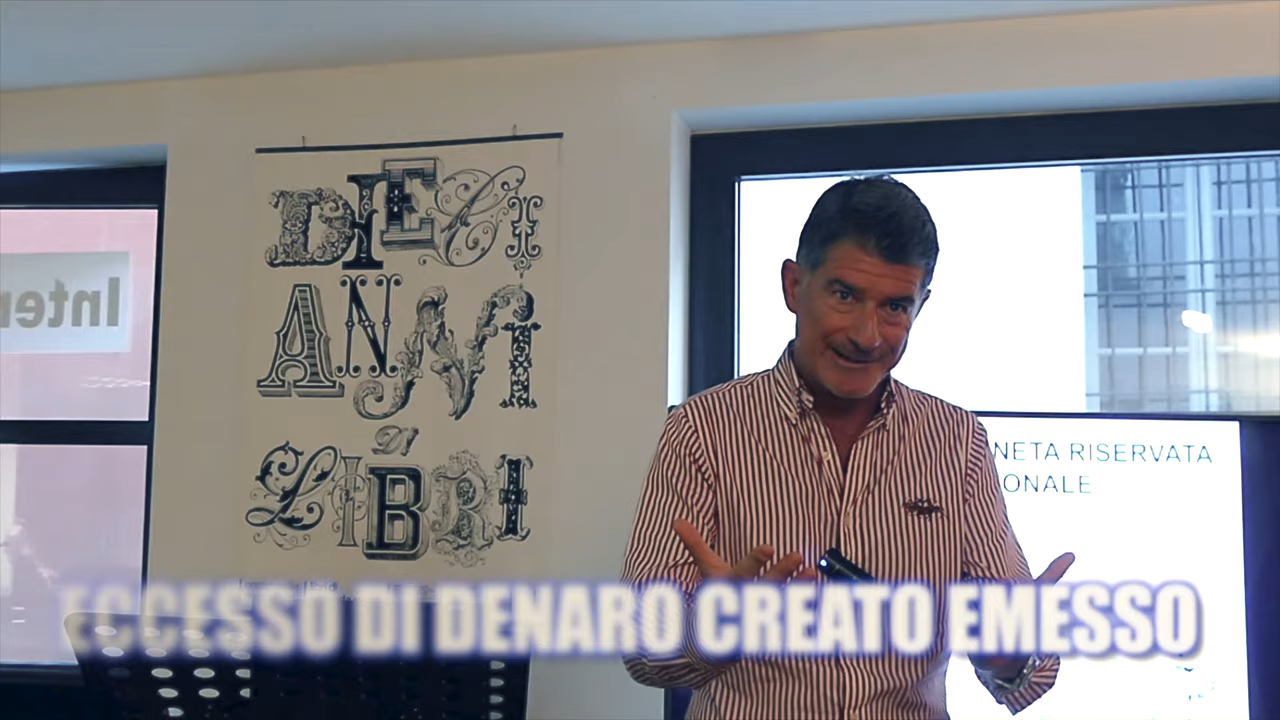 DIECI
ANNI
DI
LIBRI
Inter
NETA RISERVATA
ONALE
ECCESSO DI DENARO CREATO EMESSO